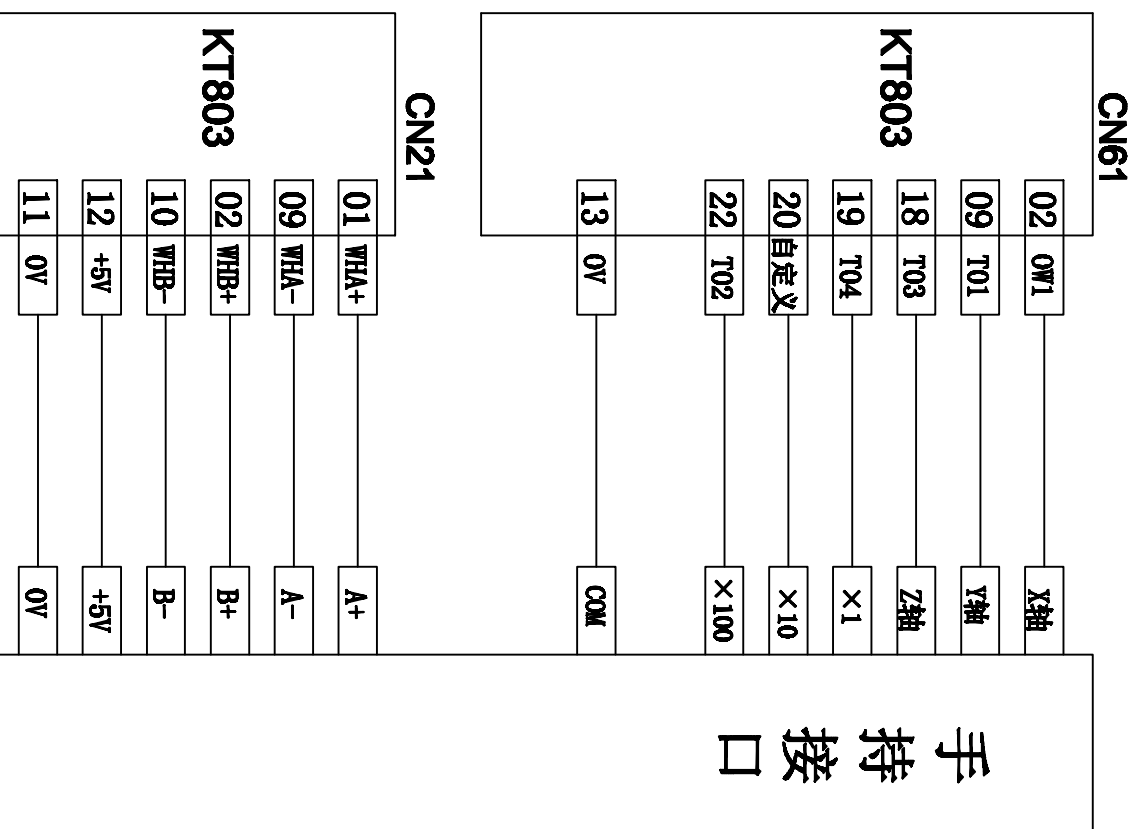 CN61
KT803
02 OW1 X轴
09 T01 Y轴
18 T03 Z轴
19 T04 ×1
20 自定义 ×10
22 T02 ×100
13 0V COM
手持接口
CN21
KT803
01 WHA+ A+
09 WHA- A-
02 WHB+ B+
10 WHB- B-
12 +5V +5V
11 0V 0V